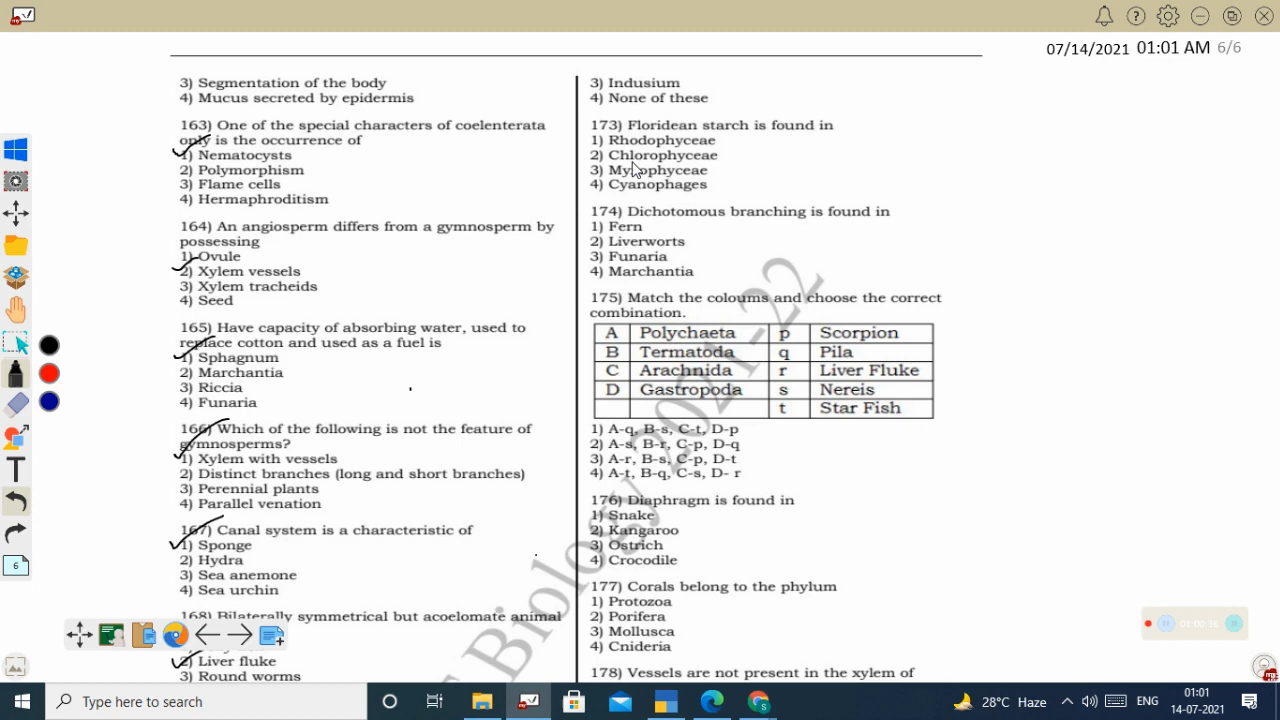 07/14/2021 01:01 AM 6/6
3) Segmentation of the body
4) Mucus secreted by epidermis
163) One of the special characters of coelenterata
only is the occurrence of
1) Nematocysts
2) Polymorphism
3) Flame cells
4) Hermaphroditism
164) An angiosperm differs from a gymnosperm by
possessing
1) Ovule
2) Xylem vessels
3) Xylem tracheids
4) Seed
165) Have capacity of absorbing water, used to
replace cotton and used as a fuel is
1) Sphagnum
2) Marchantia
3) Riccia
4) Funaria
166) Which of the following is not the feature of
gymnosperms?
1) Xylem with vessels
2) Distinct branches (long and short branches)
3) Perennial plants
4) Parallel venation
167) Canal system is a characteristic of
1) Sponge
2) Hydra
3) Sea anemone
4) Sea urchin
168) Bilaterally symmetrical but acoelomate animal
2) Liver fluke
3) Round worms
3) Indusium
4) None of these
173) Floridean starch is found in
1) Rhodophyceae
2) Chlorophyceae
3) Myxophyceae
4) Cyanophages
174) Dichotomous branching is found in
1) Fern
2) Liverworts
3) Funaria
4) Marchantia
175) Match the coloums and choose the correct
combination.
A Polychaeta p Scorpion
B Termatoda q Pila
C Arachnida r Liver Fluke
D Gastropoda s Nereis
t Star Fish
1) A-q, B-s, C-t, D-p
2) A-s, B-r, C-p, D-q
3) A-r, B-s, C-p, D-t
4) A-t, B-q, C-s, D- r
176) Diaphragm is found in
1) Snake
2) Kangaroo
3) Ostrich
4) Crocodile
177) Corals belong to the phylum
1) Protozoa
2) Porifera
3) Mollusca
4) Cnideria
178) Vessels are not present in the xylem of
Biology 2021-22
6
Type here to search
28°C Haze
ENG
01:01
14-07-2021